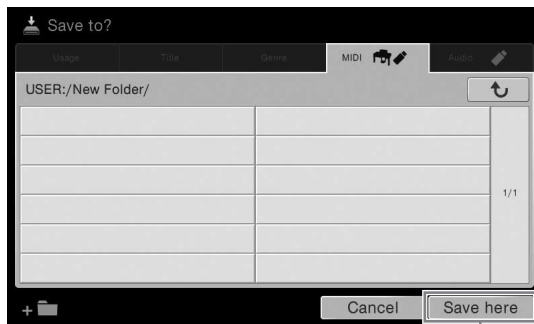 Save to?
Usage Title Genre MIDI Audio
USER:/New Folder/
1/1
+
Cancel Save here